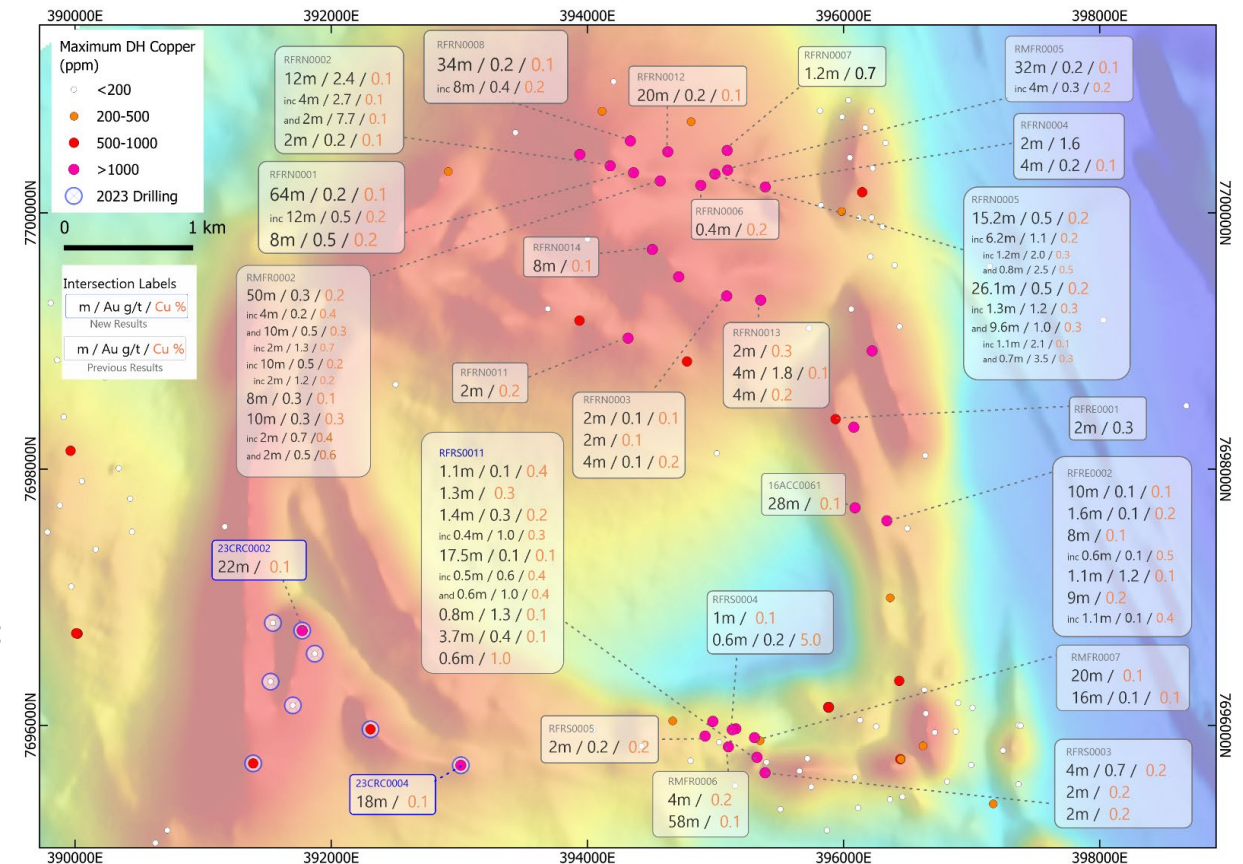 390000E
392000E
394000E
396000E
398000E
Maximum DH Copper
(ppm)
<200
200-500
500-1000
>1000
2023 Drilling
0
1 km
Intersection Labels
m / Au g/t / Cu %
New Results
m / Au g/t / Cu %
Previous Results
RFRN0002
12m / 2.4 / 0.1
inc 4m / 2.7 / 0.1
and 2m / 7.7 / 0.1
2m / 0.2 / 0.1
RFRN0008
34m / 0.2 / 0.1
inc 8m / 0.4 / 0.2
RFRN0012
20m / 0.2 / 0.1
RFRN0007
1.2m / 0.7
RMFR0005
32m / 0.2 / 0.1
inc 4m / 0.3 / 0.2
RFRN0004
2m / 1.6
4m / 0.2 / 0.1
RFRN0001
64m / 0.2 / 0.1
inc 12m / 0.5 / 0.2
8m / 0.5 / 0.2
RFRN0006
0.4m / 0.2
RFRN0005
15.2m / 0.5 / 0.2
inc 6.2m / 1.1 / 0.2
inc 1.2m / 2.0 / 0.3
and 0.8m / 2.5 / 0.5
26.1m / 0.5 / 0.2
inc 1.3m / 1.2 / 0.3
and 9.6m / 1.0 / 0.3
inc 1.1m / 2.1 / 0.1
and 0.7m / 3.5 / 0.3
RFRN0014
8m / 0.1
RMFR0002
50m / 0.3 / 0.2
inc 4m / 0.2 / 0.4
and 10m / 0.5 / 0.3
inc 2m / 1.3 / 0.7
inc 10m / 0.5 / 0.2
inc 2m / 1.2 / 0.2
8m / 0.3 / 0.1
10m / 0.3 / 0.3
inc 2m / 0.7 / 0.4
and 2m / 0.5 / 0.6
RFRN0013
2m / 0.3
4m / 1.8 / 0.1
4m / 0.2
RFRN0011
2m / 0.2
RFRN0003
2m / 0.1 / 0.1
2m / 0.1
4m / 0.1 / 0.2
RFRE0001
2m / 0.3
RFRS0011
1.1m / 0.1 / 0.4
1.3m / 0.3
1.4m / 0.3 / 0.2
inc 0.4m / 1.0 / 0.3
17.5m / 0.1 / 0.1
inc 0.5m / 0.6 / 0.4
and 0.6m / 1.0 / 0.4
0.8m / 1.3 / 0.1
3.7m / 0.4 / 0.1
0.6m / 1.0
16ACC0061
28m / 0.1
RFRE0002
10m / 0.1 / 0.1
1.6m / 0.1 / 0.2
8m / 0.1
inc 0.6m / 0.1 / 0.5
1.1m / 1.2 / 0.1
9m / 0.2
inc 1.1m / 0.1 / 0.4
23CRC0002
22m / 0.1
RFRS0004
1m / 0.1
0.6m / 0.2 / 5.0
RMFR0007
20m / 0.1
16m / 0.1 / 0.1
RFRS0005
2m / 0.2 / 0.2
23CRC0004
18m / 0.1
RMFR0006
4m / 0.2
58m / 0.1
RFRS0003
4m / 0.7 / 0.2
2m / 0.2
2m / 0.2
7700000N
7698000N
7696000N
7700000N
7698000N
7696000N
390000E
392000E
394000E
396000E
398000E